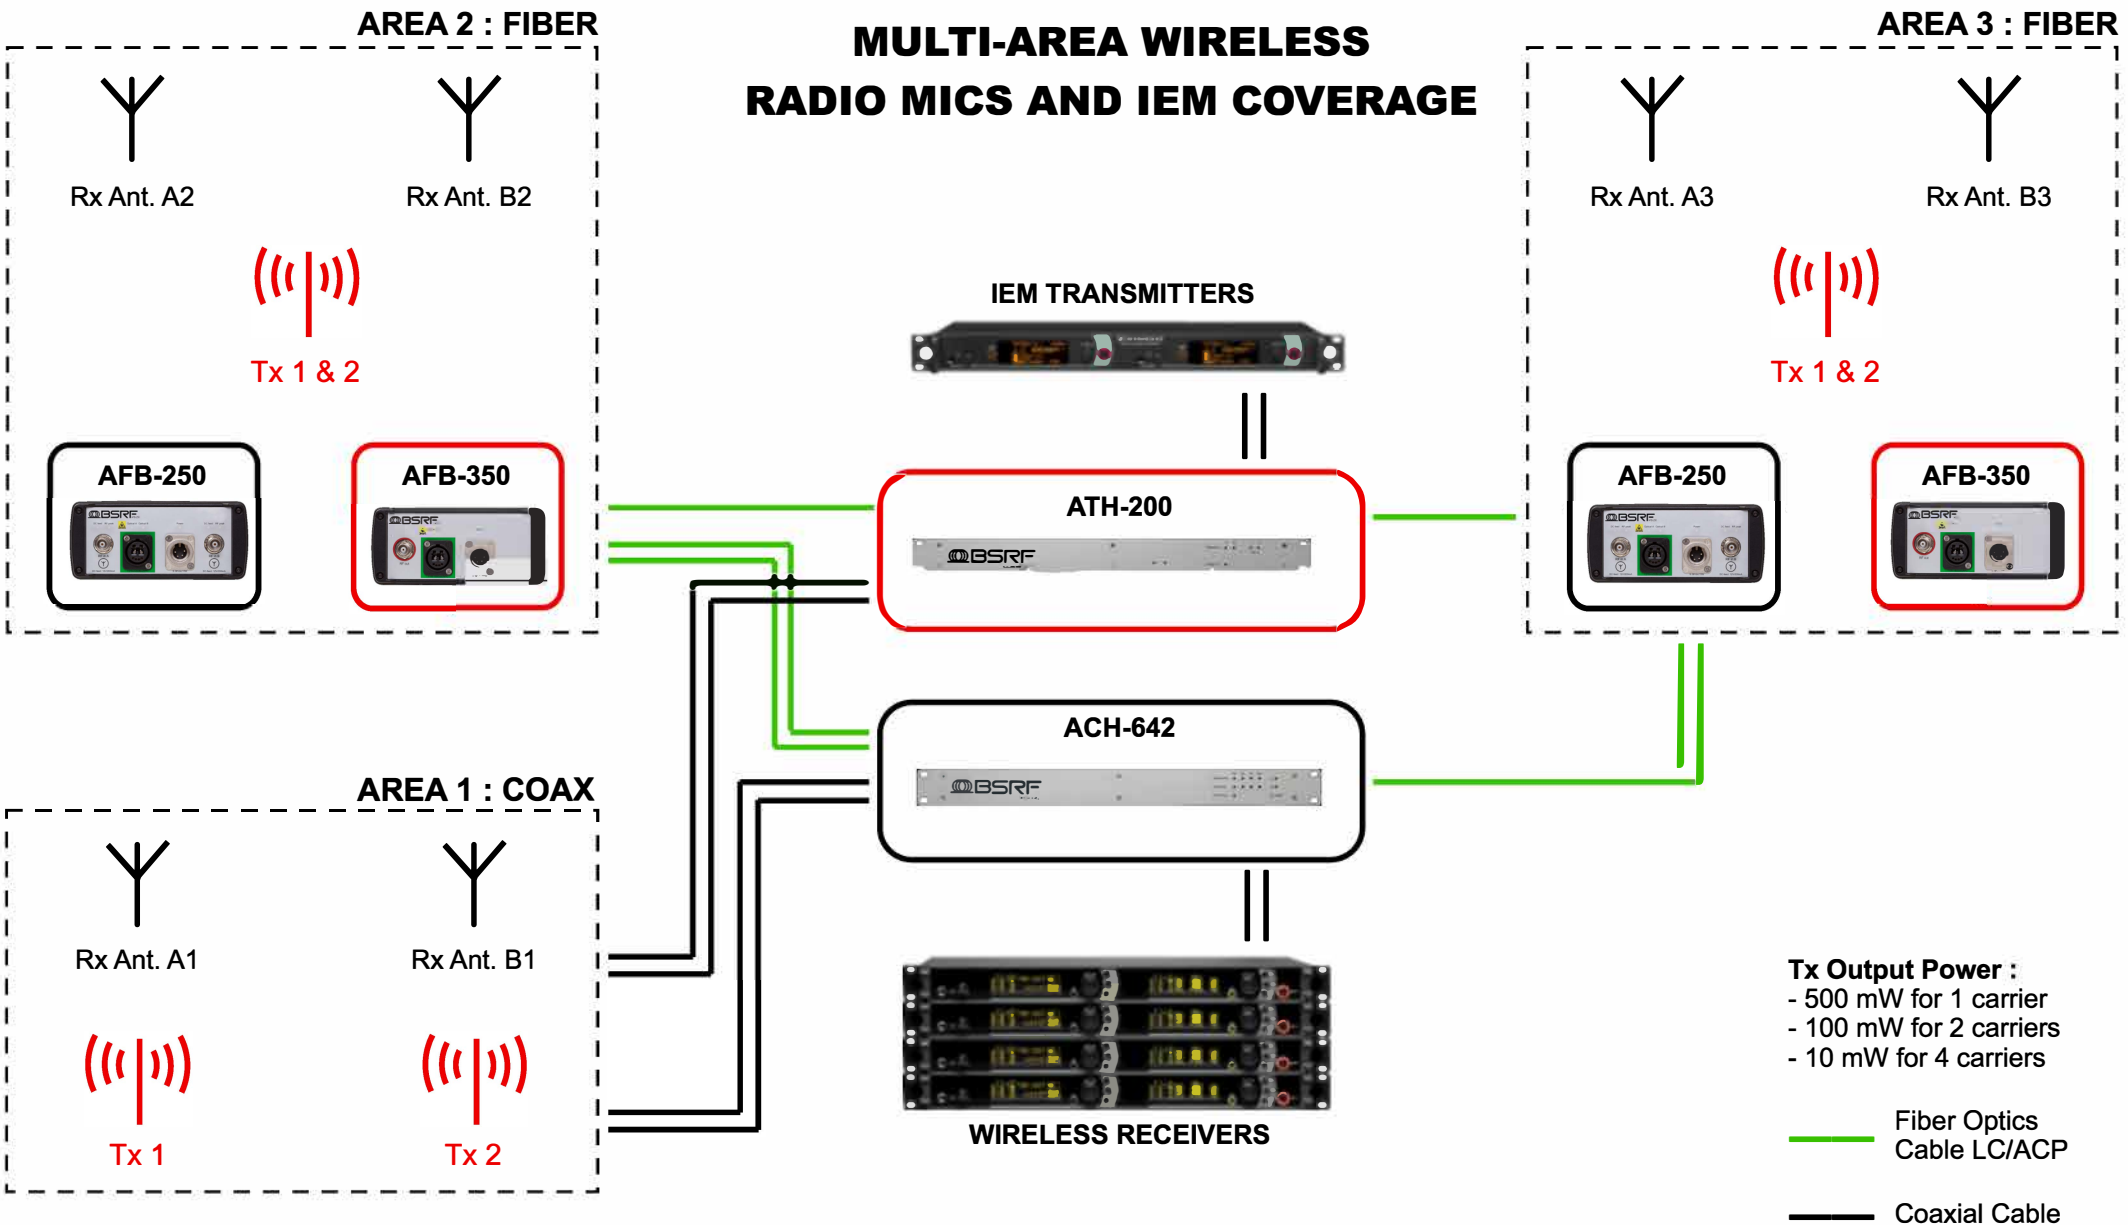 MULTI-AREA WIRELESS
RADIO MICS AND IEM COVERAGE
AREA 2 : FIBER
Rx Ant. A2
Rx Ant. B2
Tx 1 & 2
AFB-250
BSRF
AFB-350
BSRF
AREA 3 : FIBER
Rx Ant. A3
Rx Ant. B3
Tx 1 & 2
AFB-250
BSRF
AFB-350
BSRF
IEM TRANSMITTERS
ATH-200
BSRF
ACH-642
BSRF
WIRELESS RECEIVERS
AREA 1 : COAX
Rx Ant. A1
Rx Ant. B1
Tx 1
Tx 2
Tx Output Power :
- 500 mW for 1 carrier
- 100 mW for 2 carriers
- 10 mW for 4 carriers
Fiber Optics
Cable LC/ACP
Coaxial Cable